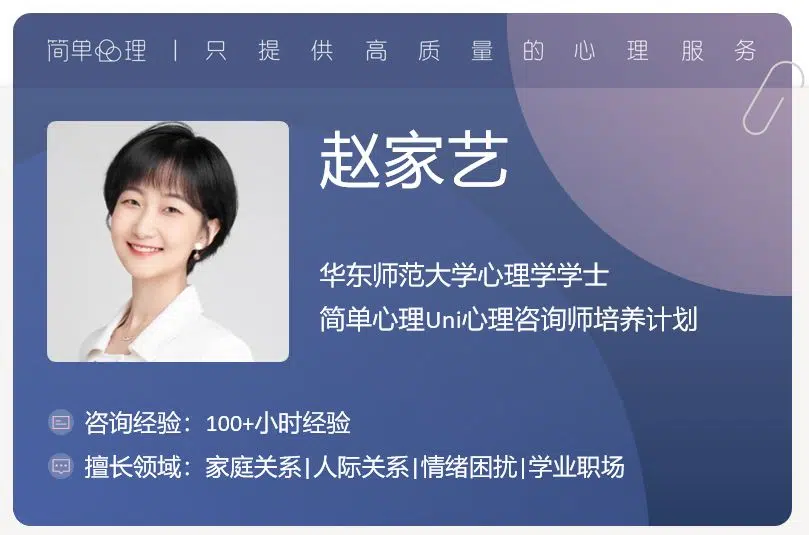 简单心理 | 只提供高质量的心理服务
赵家艺
华东师范大学心理学学士
简单心理Uni心理咨询师培养计划
咨询经验：100+小时经验
擅长领域：家庭关系|人际关系|情绪困扰|学业职场